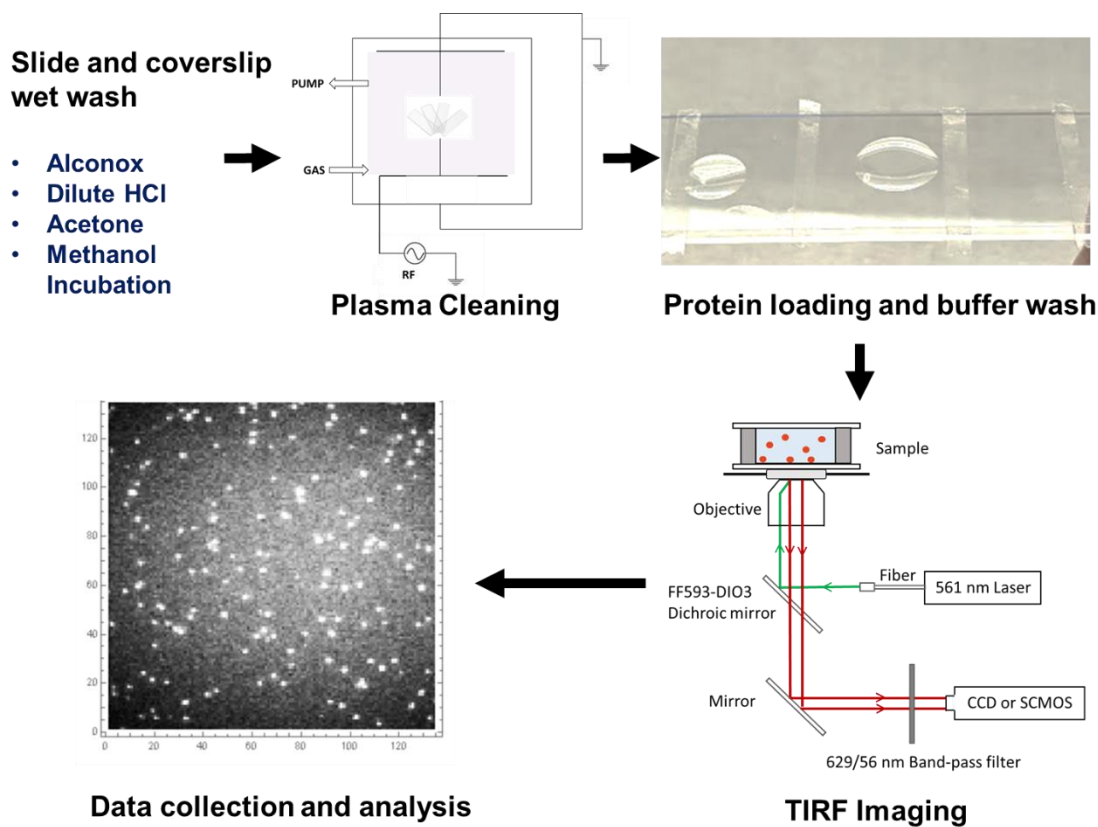 Slide and coverslip
wet wash
• Alconox
• Dilute HCl
• Acetone
• Methanol
Incubation
PUMP
GAS
RF
Plasma Cleaning
Protein loading and buffer wash
Sample
Objective
Fiber
561 nm Laser
FF593-DIO3
Dichroic mirror
Mirror
CCD or SCMOS
629/56 nm Band-pass filter
TIRF Imaging
120
100
80
60
40
20
0
0 20 40 60 80 100 120
Data collection and analysis